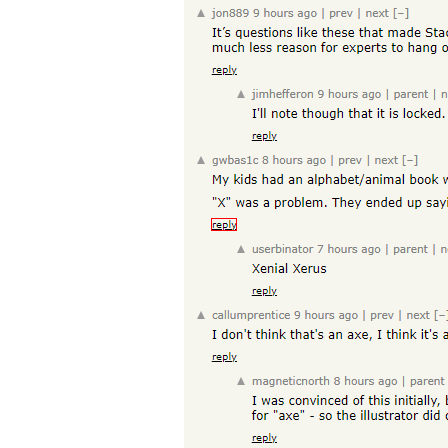 ▲ jon889 9 hours ago | prev | next [–]
It's questions like these that made
much less reason for experts to hang
reply
▲ jimhefferon 9 hours ago | parent |
I'll note though that it is locked.
reply
▲ gwbas1c 8 hours ago | prev | next [–]
My kids had an alphabet/animal book
"X" was a problem. They ended up
reply
▲ userbinator 7 hours ago | parent |
Xenial Xerus
reply
▲ callumprentice 9 hours ago | prev | next [–]
I don't think that's an axe, I think it's
reply
▲ magneticnorth 8 hours ago | parent
I was convinced of this initially,
for "axe" - so the illustrator did
reply